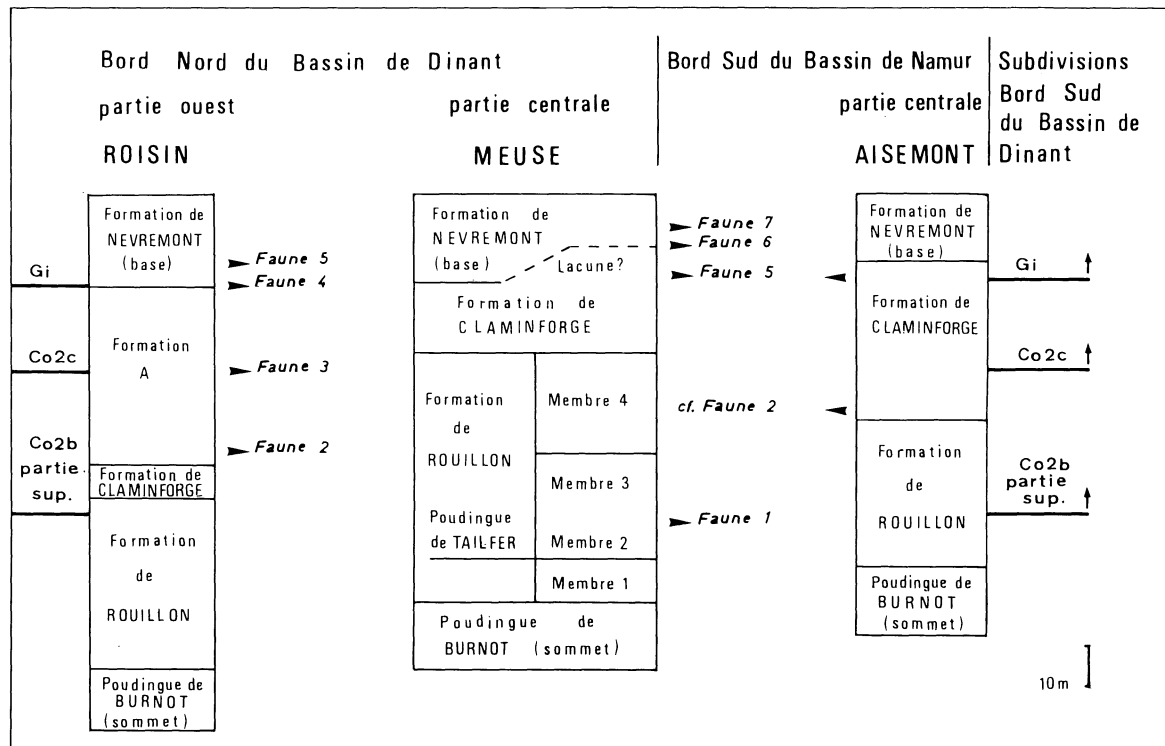 Bord Nord du Bassin de Dinant
partie ouest
partie centrale
ROISIN
MEUSE
Bord Sud du Bassin de Namur
partie centrale
AISEMONT
Subdivisions
Bord Sud
du Bassin de
Dinant
Gi
Co2c
Co2b
partie
sup.
Formation de
NEVREMONT
(base)
Formation
A
Formation de
CLAMINFORGE
Formation
de
ROUILLON
Poudingue de
BURNOT
(sommet)
Faune 5
Faune 4
Faune 3
Faune 2
Formation de
NEVREMONT
(base)
Lacune?
Formation de
CLAMINFORGE
Formation
de
ROUILLON
Poudingue
de TAILFER
Membre 4
Membre 3
Membre 2
Membre 1
Poudingue de
BURNOT (sommet)
Faune 7
Faune 6
Faune 5
cf. Faune 2
Faune 1
Formation de
NEVREMONT
(base)
Formation de
CLAMINFORGE
Formation
de
ROUILLON
Poudingue de
BURNOT
(sommet)
Gi
Co2c
Co2b
partie
sup.
10m